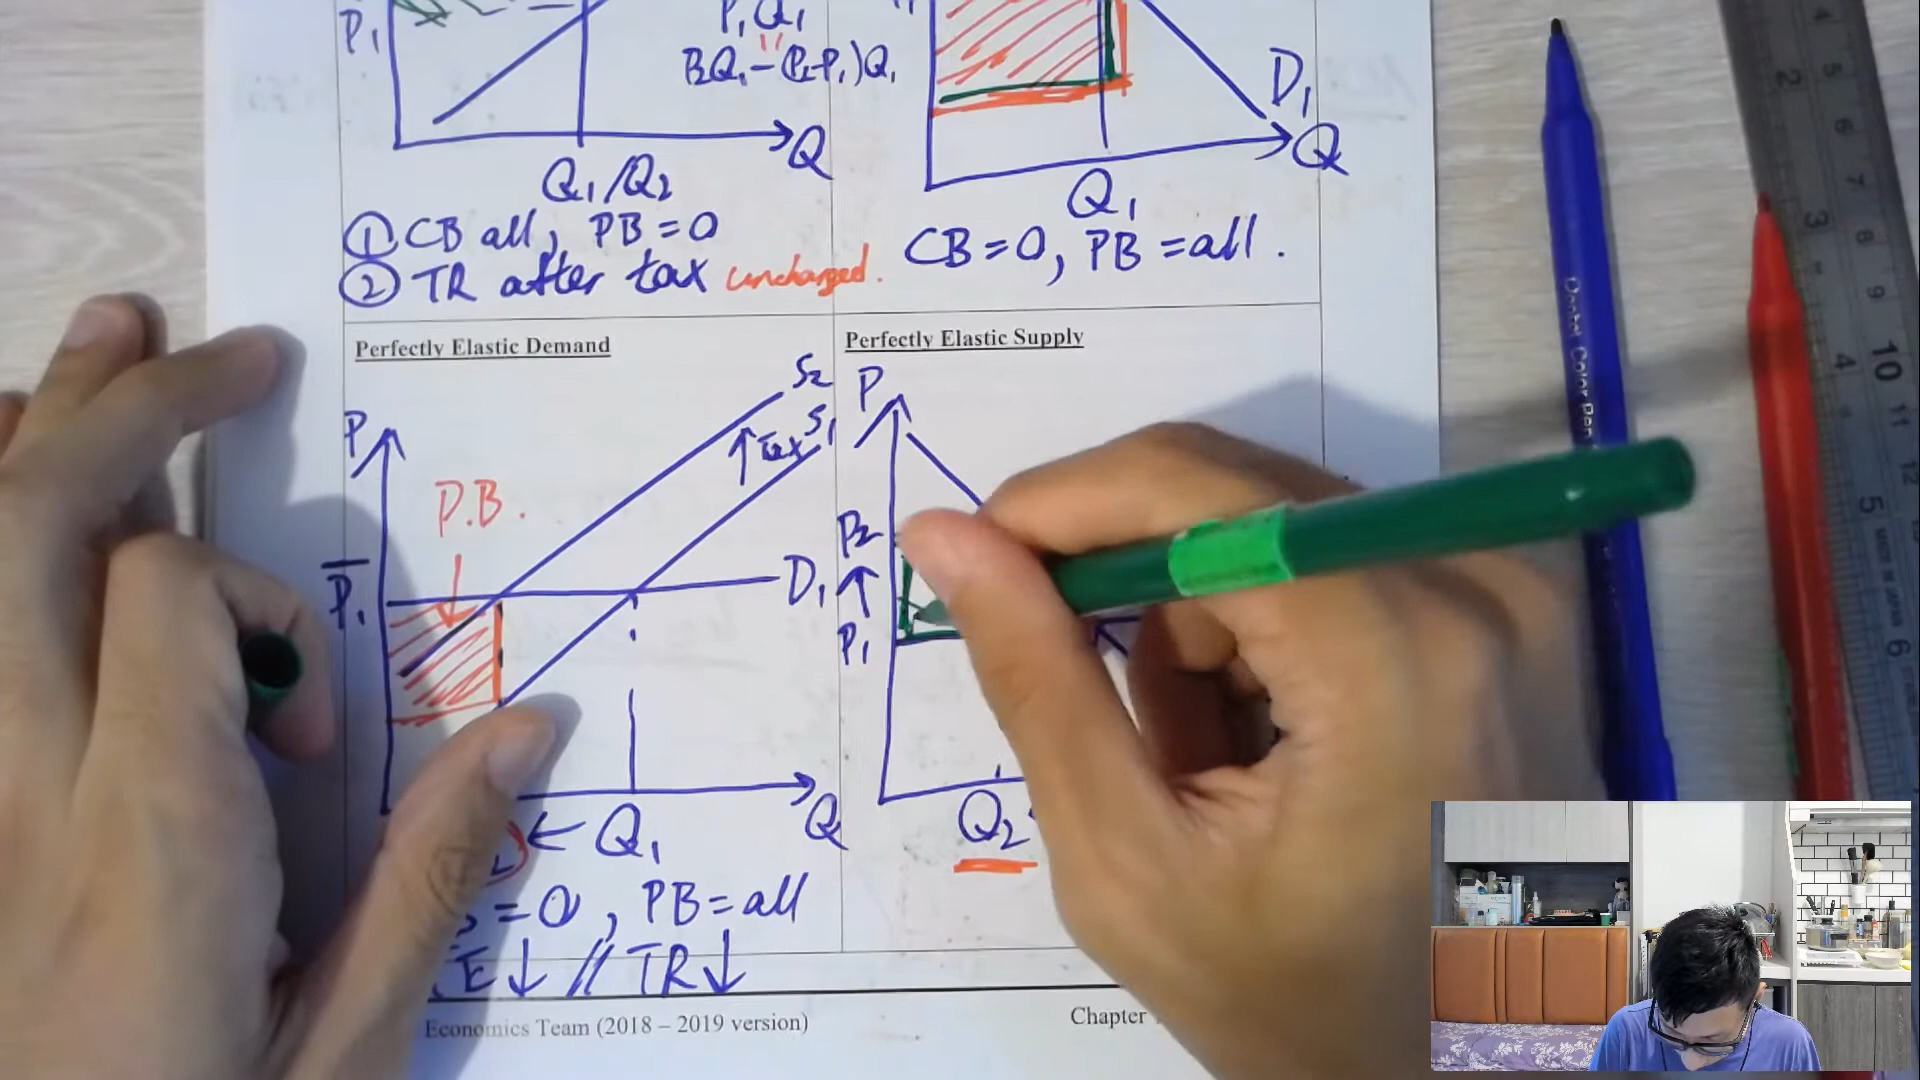 P₁
P₁Q₁
P₂Q₁-(P₂-P₁)Q₁
Q
Q₁/Q₂
① CB all, PB=0
② TR after tax unchanged.
D₁
Q
Q₁
CB=0, PB=all.
Perfectly Elastic Demand
P
P.B.
S₂
↑Tax
S₁
P̅₁
D₁
← Q₁
Q
=0, PB=all
E↓ // TR↓
Perfectly Elastic Supply
P
P₂
↑
P₁
Q₂
Economics Team (2018 – 2019 version)
Chapter